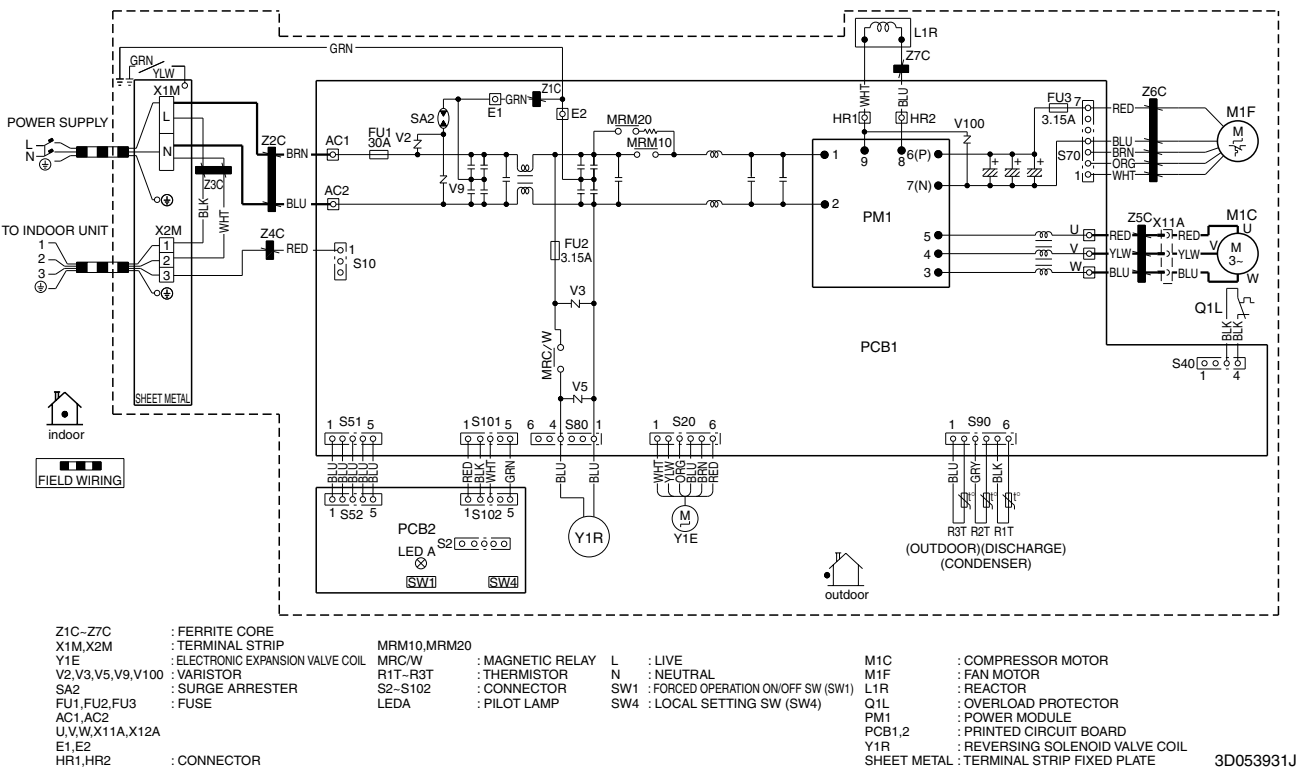 GRN
L1R
GRN
YLW
Z7C
X1M
L
N
POWER SUPPLY
L
N
Z3C
BLK
WHT
TO INDOOR UNIT
1
2
3
X2M
1
2
3
SHEET METAL
indoor
FIELD WIRING
Z2C
BRN
BLU
Z4C
RED
AC1
AC2
1
S10
FU1
30A
V2
SA2
V9
E1
GRN
Z1C
E2
MRM20
MRM10
FU2
3.15A
V3
MRC/W
V5
WHT
BLU
HR1
HR2
V100
9
8
1
2
PM1
6(P)
7(N)
5
4
3
PCB1
FU3
3.15A
7
S70
1
RED
BLU
BRN
ORG
WHT
Z6C
M1F
M
U
V
W
RED
YLW
BLU
Z5C
X11A
RED
YLW
BLU
M1C
U
V
W
M
3~
Q1L
BLK
BLK
S40
1
4
1 S51 5
BLU
BLU
BLU
BLU
BLU
1 S52 5
1 S101 5
RED
BLK
WHT
GRN
1 S102 5
6 4 S80 1
BLU
BLU
Y1R
1 S20 6
WHT
YLW
ORG
BLU
BRN
RED
M
Y1E
PCB2
LED A
S2
SW1
SW4
1 S90 6
BLU
GRY
BLK
t°
t°
t°
R3T R2T R1T
(OUTDOOR)(DISCHARGE)
(CONDENSER)
outdoor
Z1C~Z7C : FERRITE CORE
X1M,X2M : TERMINAL STRIP
Y1E : ELECTRONIC EXPANSION VALVE COIL
V2,V3,V5,V9,V100 : VARISTOR
SA2 : SURGE ARRESTER
FU1,FU2,FU3 : FUSE
AC1,AC2
U,V,W,X11A,X12A
E1,E2
HR1,HR2 : CONNECTOR
MRM10,MRM20
MRC/W : MAGNETIC RELAY
R1T~R3T : THERMISTOR
S2~S102 : CONNECTOR
LEDA : PILOT LAMP
L : LIVE
N : NEUTRAL
SW1 : FORCED OPERATION ON/OFF SW (SW1)
SW4 : LOCAL SETTING SW (SW4)
M1C : COMPRESSOR MOTOR
M1F : FAN MOTOR
L1R : REACTOR
Q1L : OVERLOAD PROTECTOR
PM1 : POWER MODULE
PCB1,2 : PRINTED CIRCUIT BOARD
Y1R : REVERSING SOLENOID VALVE COIL
SHEET METAL : TERMINAL STRIP FIXED PLATE
3D053931J